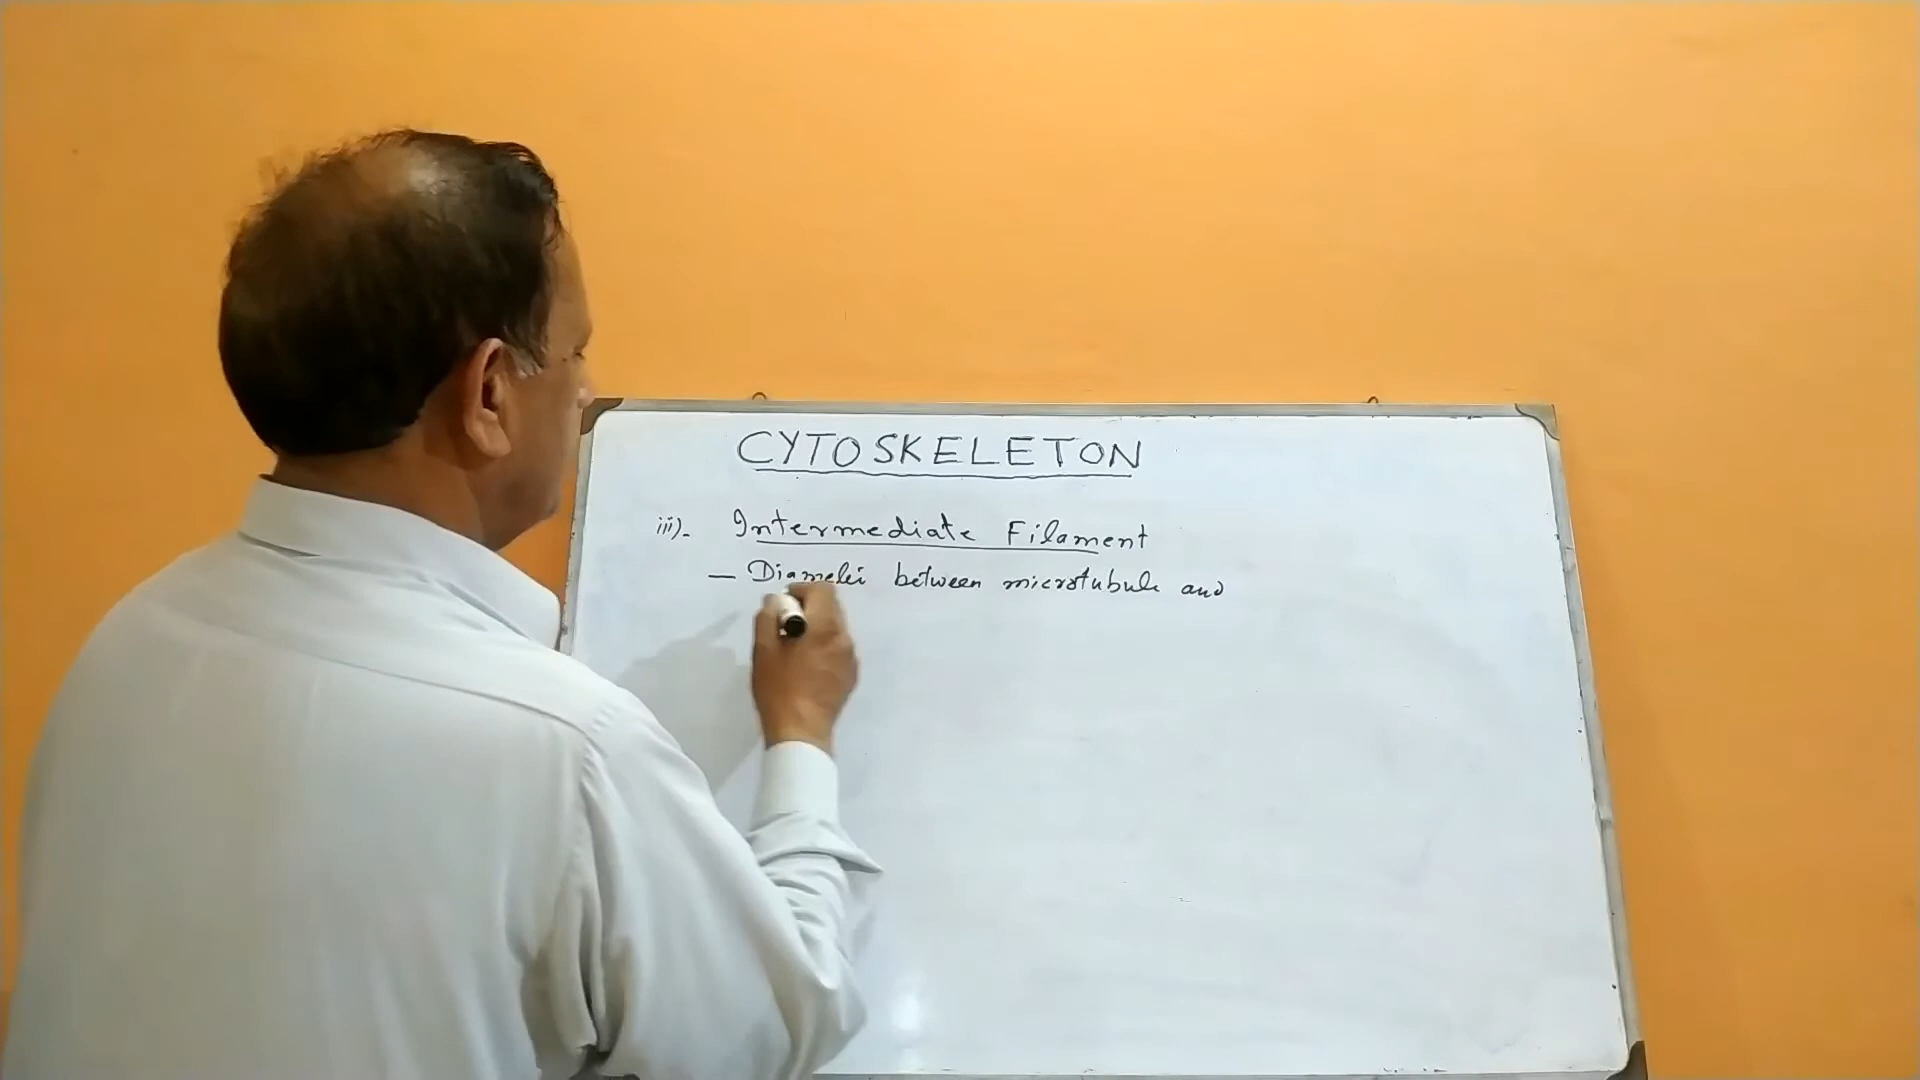 CYTOSKELETON
iii). Intermediate Filament
— Diameter between microtubule and